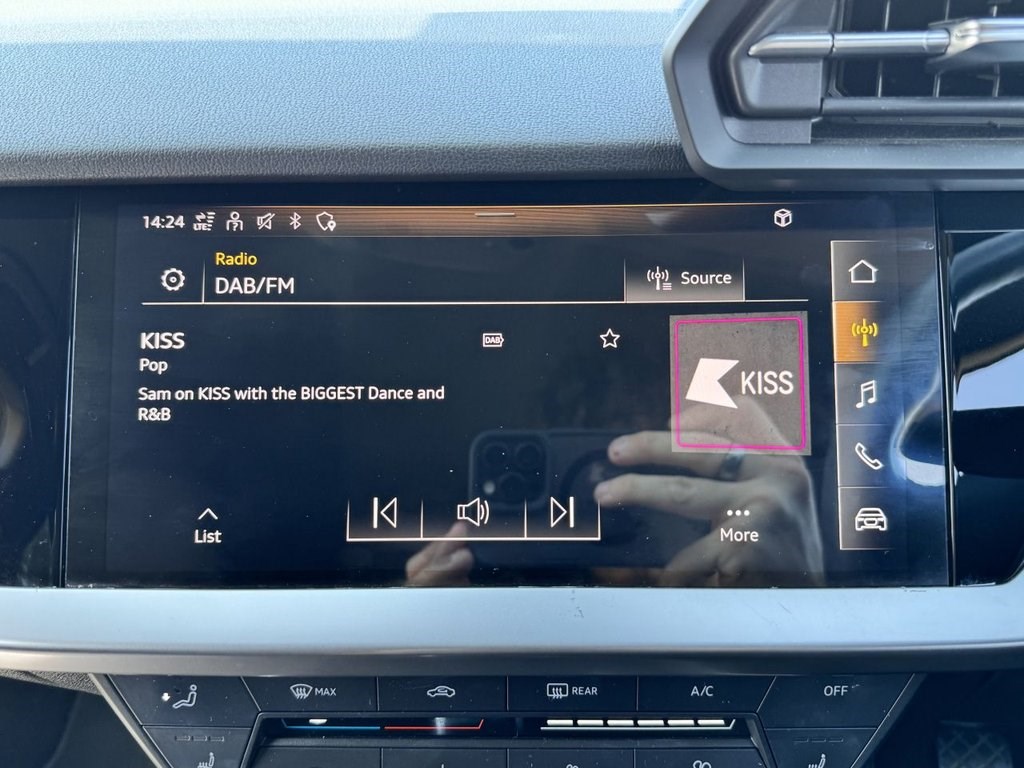 14:24 LTE
Radio
DAB/FM
Source
KISS
DAB
Pop
Sam on KISS with the BIGGEST Dance and
R&B
KISS
List
More
MAX
REAR
A/C
OFF